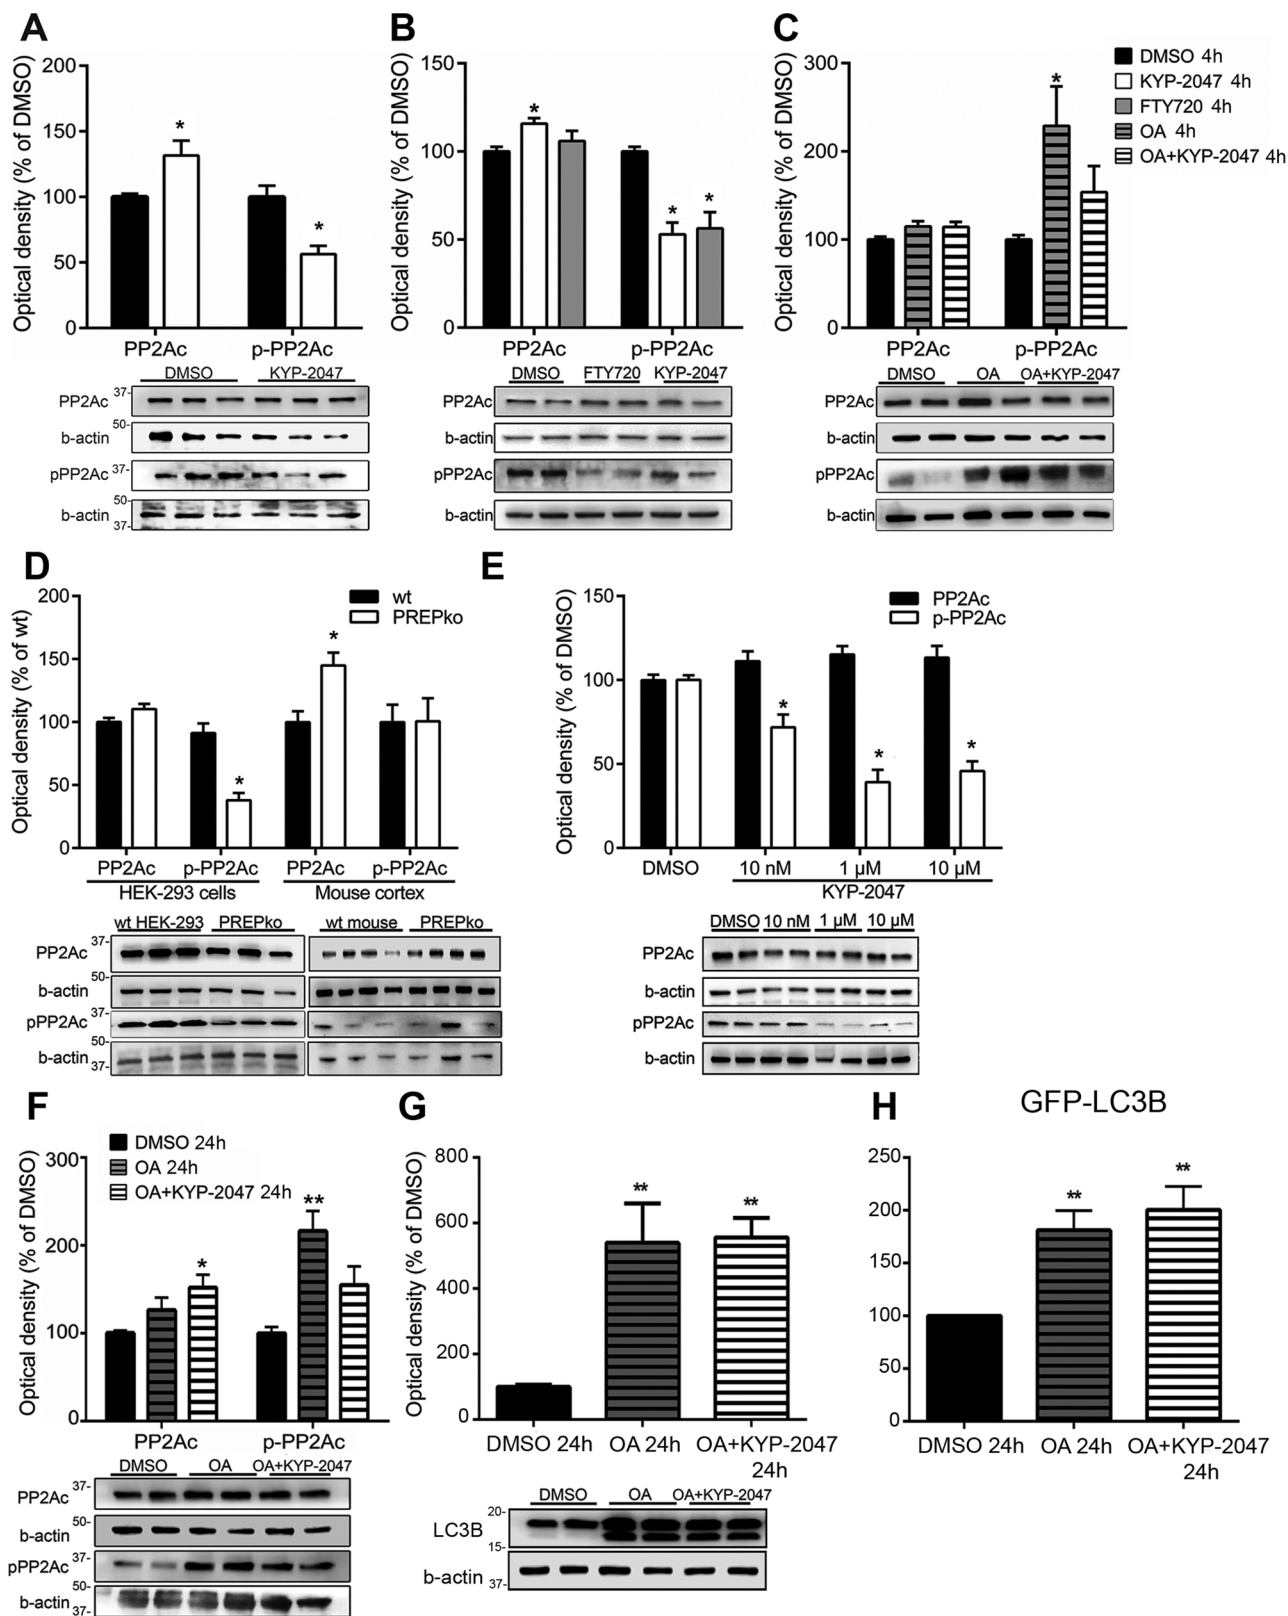 A
Optical density (% of DMSO)
200
150
100
50
0
*
*
PP2Ac
p-PP2Ac
DMSO
KYP-2047
PP2Ac
37-
b-actin
50-
pPP2Ac
37-
b-actin
50-
37-
B
Optical density (% of DMSO)
150
100
50
0
*
*
*
PP2Ac
p-PP2Ac
DMSO
FTY720
KYP-2047
PP2Ac
b-actin
pPP2Ac
b-actin
C
Optical density (% of DMSO)
300
200
100
0
*
DMSO 4h
KYP-2047 4h
FTY720 4h
OA 4h
OA+KYP-2047 4h
PP2Ac
p-PP2Ac
DMSO
OA
OA+KYP-2047
PP2Ac
b-actin
pPP2Ac
b-actin
D
Optical density (% of wt)
200
150
100
50
0
wt
PREPko
*
*
PP2Ac
p-PP2Ac
PP2Ac
p-PP2Ac
HEK-293 cells
Mouse cortex
wt HEK-293
PREPko
wt mouse
PREPko
PP2Ac
37-
b-actin
50-
pPP2Ac
37-
b-actin
50-
37-
E
Optical density (% of DMSO)
150
100
50
0
PP2Ac
p-PP2Ac
*
*
*
DMSO
10 nM
1 µM
10 µM
KYP-2047
DMSO
10 nM
1 µM
10 µM
PP2Ac
b-actin
pPP2Ac
b-actin
F
Optical density (% of DMSO)
300
200
100
0
DMSO 24h
OA 24h
OA+KYP-2047 24h
*
**
PP2Ac
p-PP2Ac
DMSO
OA
OA+KYP-2047
PP2Ac
37-
b-actin
50-
pPP2Ac
37-
b-actin
50-
37-
G
Optical density (% of DMSO)
800
600
400
200
0
**
**
DMSO 24h
OA 24h
OA+KYP-2047
24h
DMSO
OA
OA+KYP-2047
LC3B
20-
15-
b-actin
37-
H
GFP-LC3B
250
200
150
100
50
0
**
**
DMSO 24h
OA 24h
OA+KYP-2047
24h